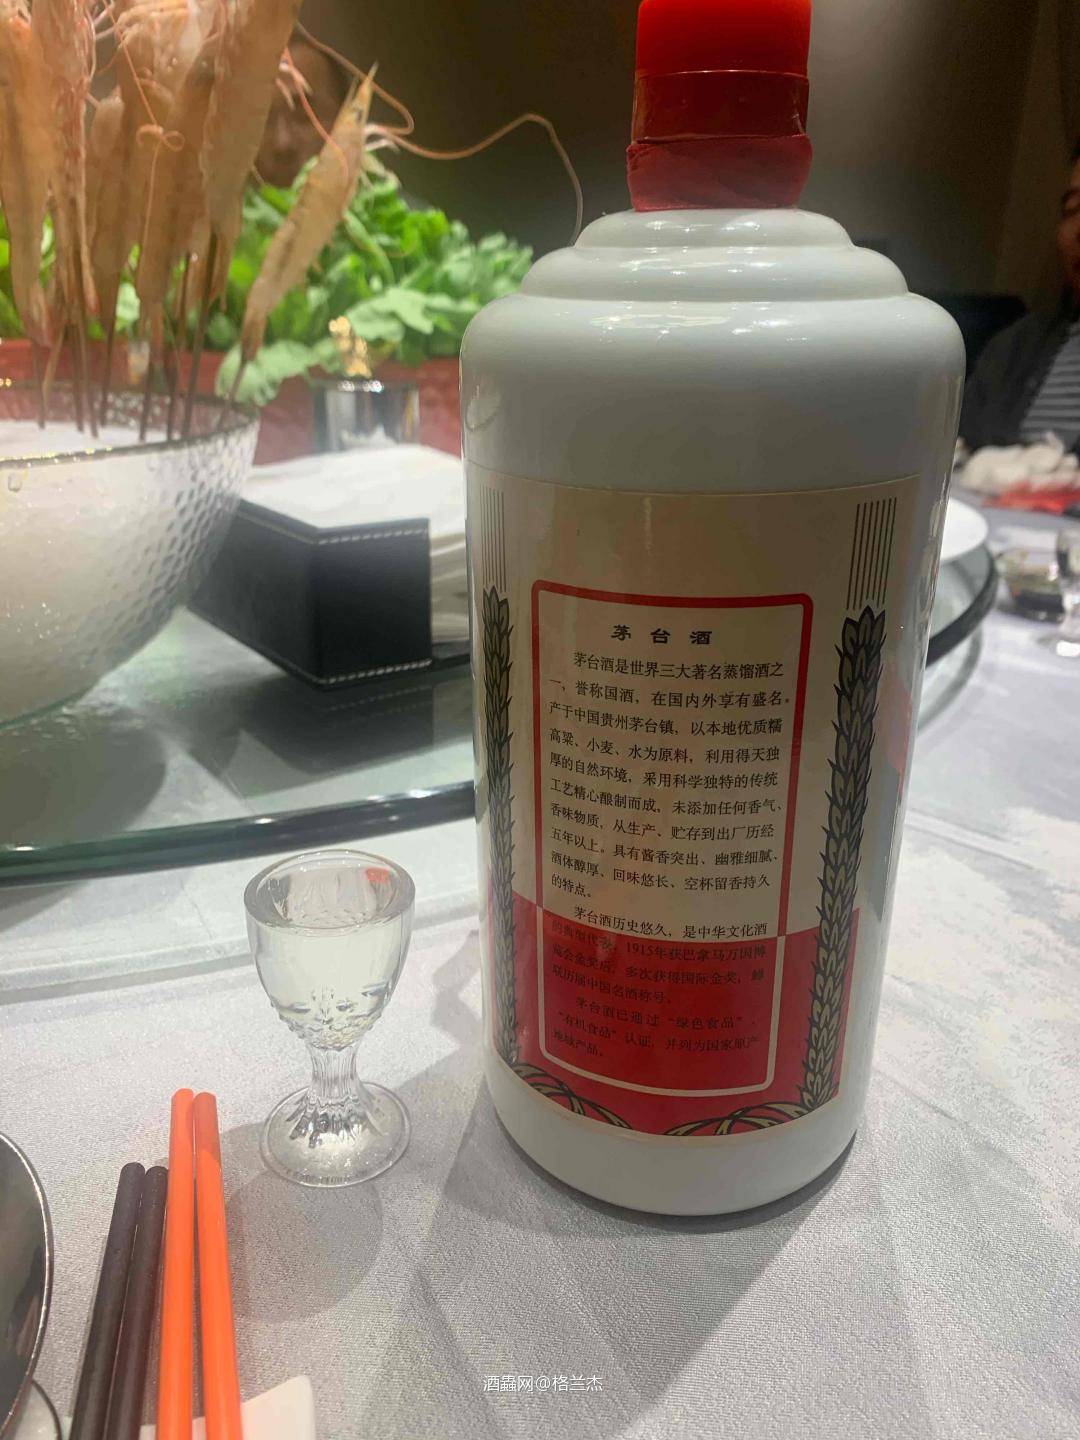 茅台酒
茅台酒是世界三大著名蒸馏酒之
一，誉称国酒，在国内外享有盛名。
产于中国贵州茅台镇，以本地优质糯
高粱、小麦、水为原料，利用得天独
厚的自然环境，采用科学独特的传统
工艺精心酿制而成，未添加任何香气、
香味物质，从生产、贮存到出厂历经
五年以上。具有酱香突出、幽雅细腻、
酒体醇厚、回味悠长、空杯留香持久
的特点。
茅台酒历史悠久，是中华文化酒
的典型代表，1915年获巴拿马万国博
览会金奖后，多次获得国际金奖，蝉
联历届中国名酒称号。
茅台酒已通过“绿色食品”、
“有机食品”认证，并列为国家原产
地域产品。
酒蟲网@格兰杰